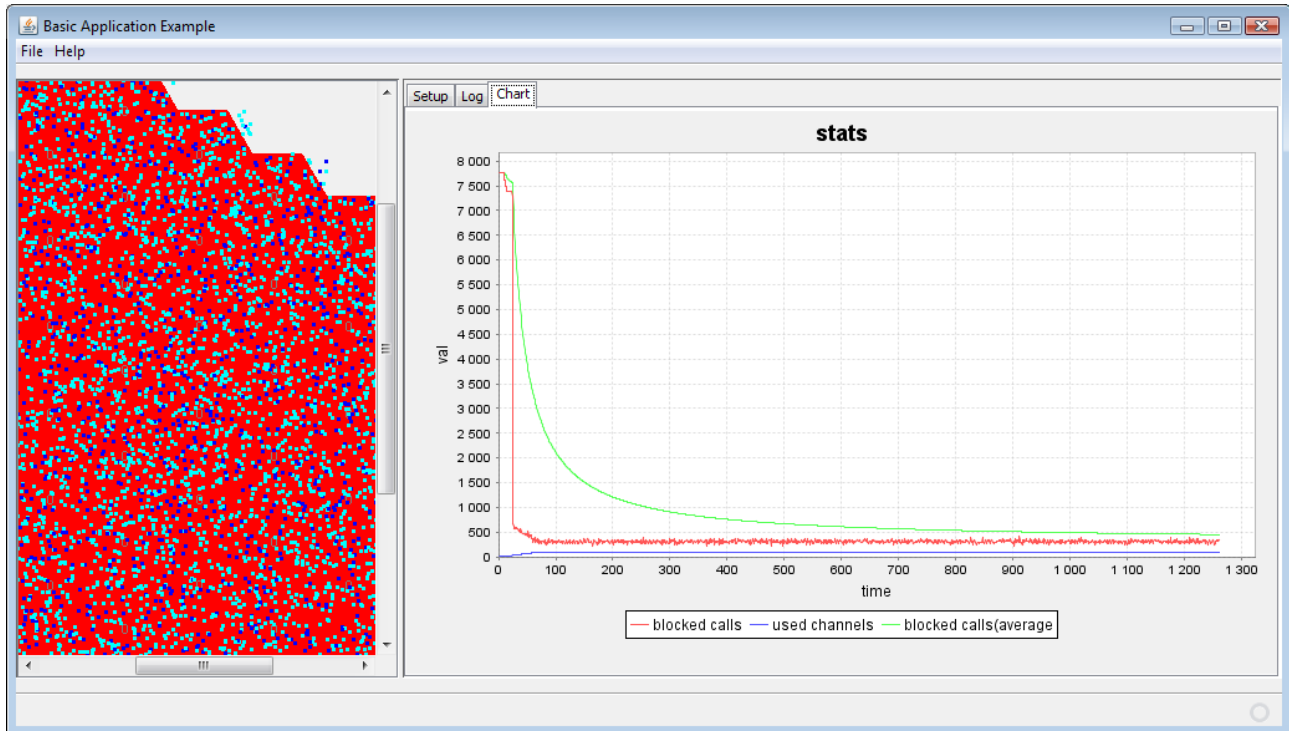 Basic Application Example
File Help
Setup Log Chart
stats
8 000
7 500
7 000
6 500
6 000
5 500
5 000
4 500
4 000
3 500
3 000
2 500
2 000
1 500
1 000
500
0
val
0 100 200 300 400 500 600 700 800 900 1 000 1 100 1 200 1 300
time
blocked calls used channels blocked calls(average